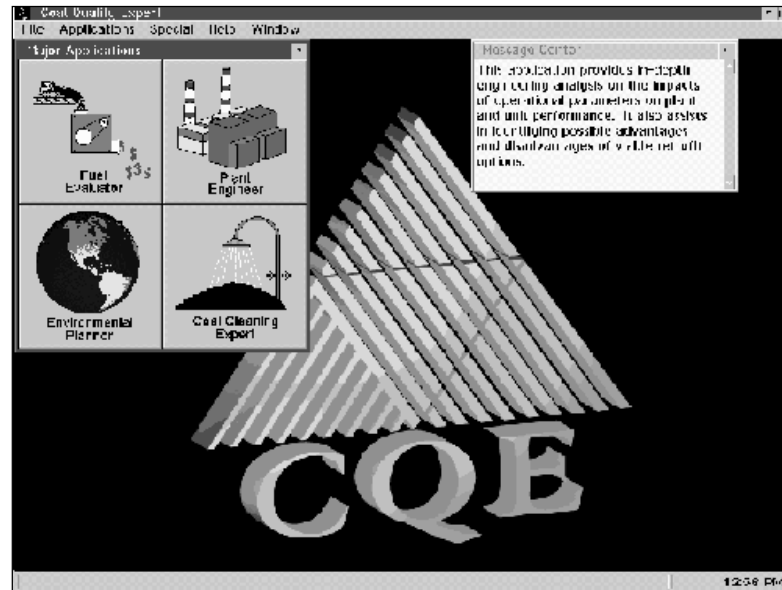 Coal Quality Expert
File Applications Special Help Window
Major Applications
Fuel
Evaluator
Plant
Engineer
Environmental
Planner
Coal Cleaning
Expert
Message Center
This application provides in-depth
engineering analysis on the impacts
of operational parameters on plant
and unit performance. It also assists
in identifying possible advantages
and disadvantages of viable retrofit
options.
CQE
PM